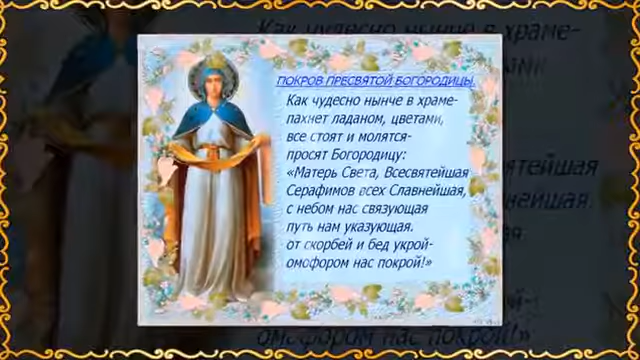 ПОКРОВ ПРЕСВЯТОЙ БОГОРОДИЦЫ.
Как чудесно нынче в храме-
пахнет ладаном, цветами,
все стоят и молятся-
просят Богородицу:
«Матерь Света, Всесвятейшая
Серафимов всех Славнейшая,
с небом нас связующая
путь нам указующая.
от скорбей и бед укрой-
омофором нас покрой!»